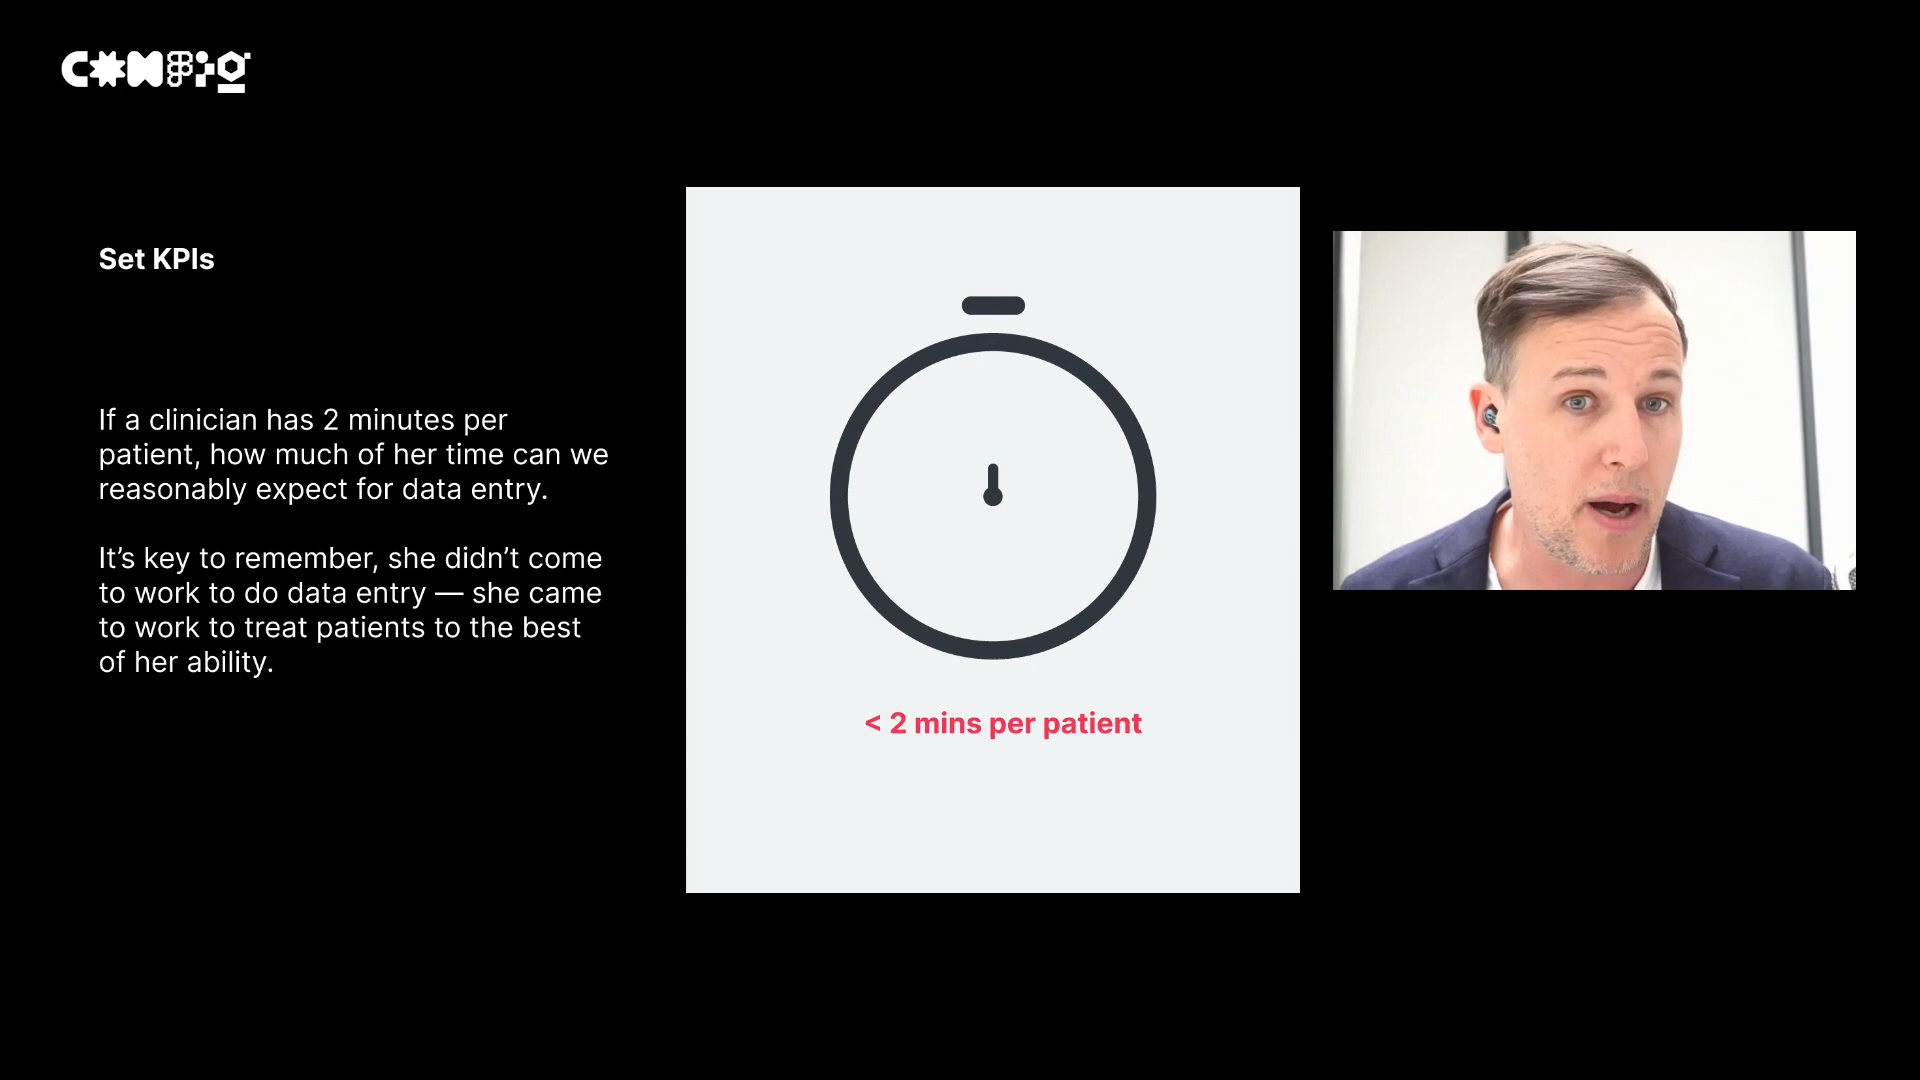 CONFIG
Set KPIs
If a clinician has 2 minutes per
patient, how much of her time can we
reasonably expect for data entry.
It’s key to remember, she didn’t come
to work to do data entry — she came
to work to treat patients to the best
of her ability.
< 2 mins per patient